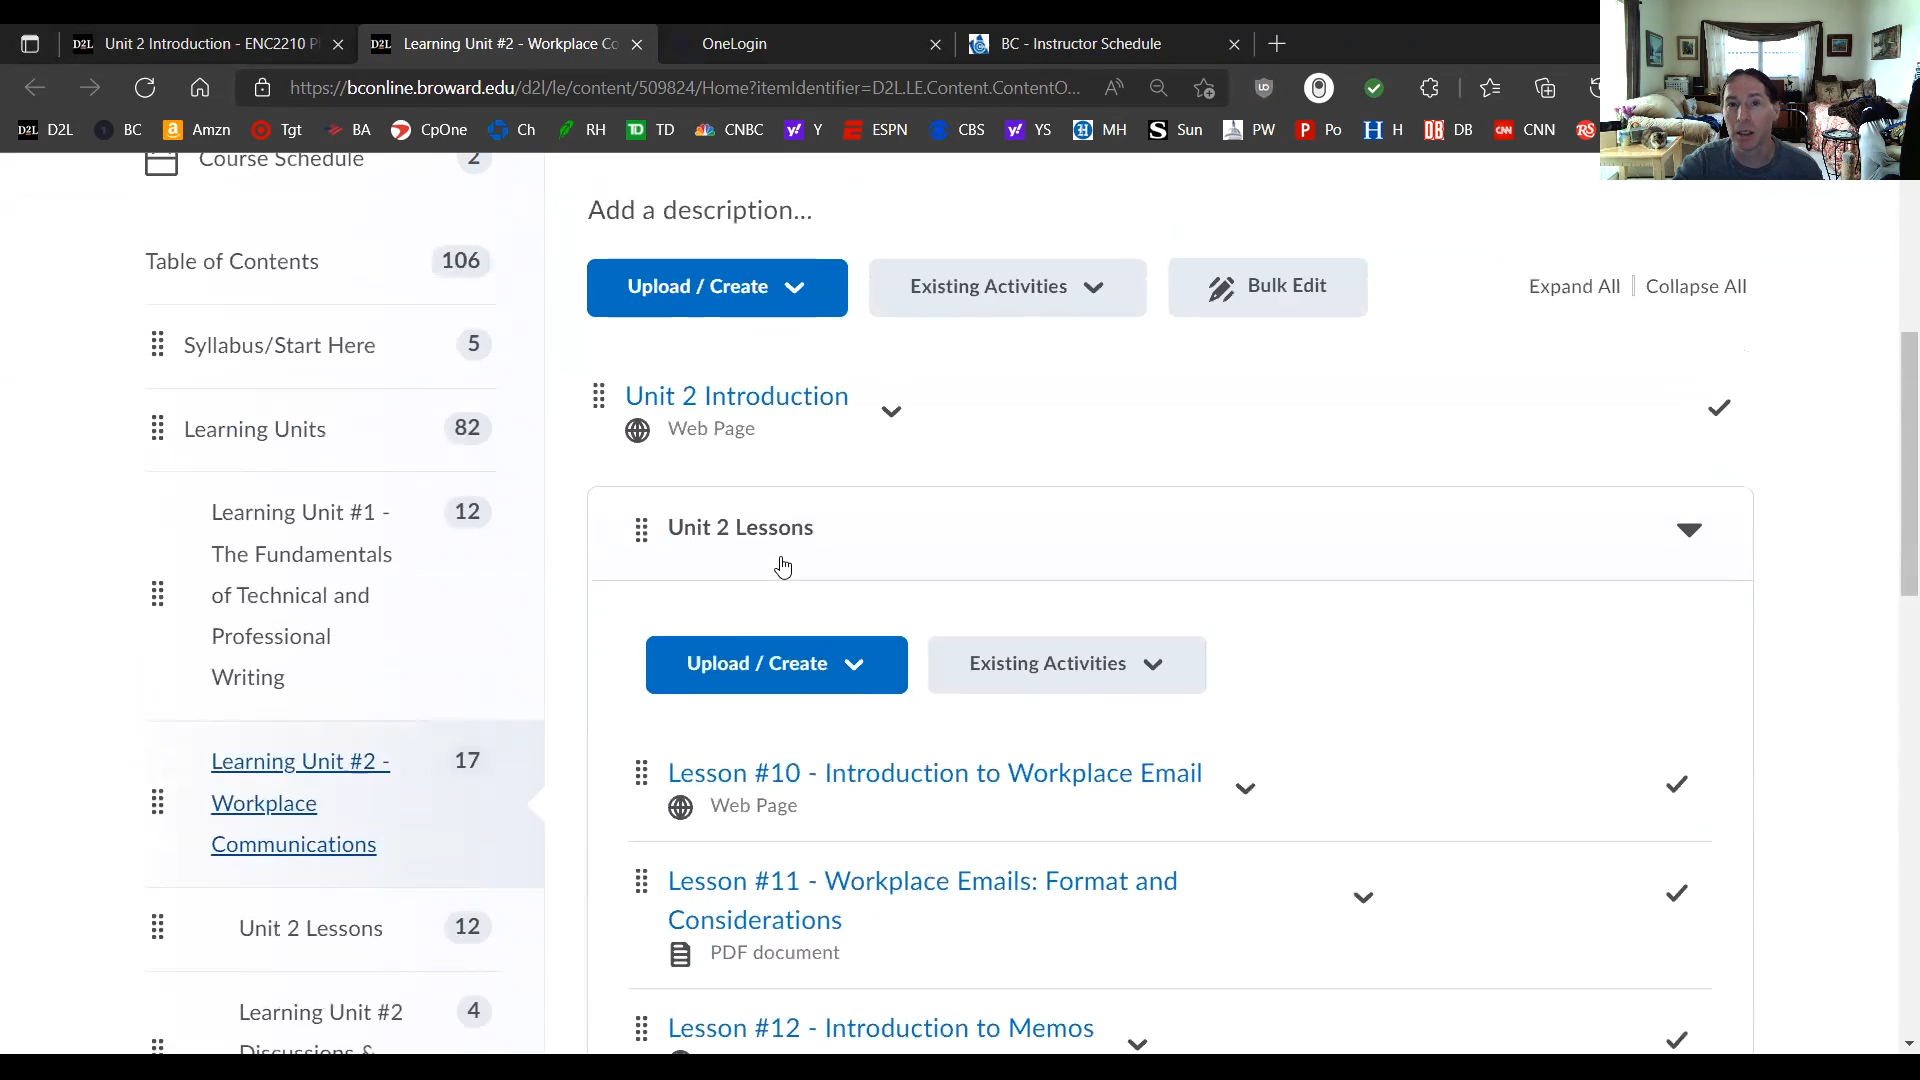 Unit 2 Introduction - ENC2210 P
Learning Unit #2 - Workplace Co
OneLogin
BC - Instructor Schedule
https://bconline.broward.edu/d2l/le/content/509824/Home?itemIdentifier=D2L.LE.Content.ContentO...
D2L D2L BC Amzn Tgt BA CpOne Ch RH TD TD CNBC Y ESPN CBS YS MH Sun PW Po H DB DB CNN CNN RS
Course Schedule 2
Table of Contents 106
Syllabus/Start Here 5
Learning Units 82
Learning Unit #1 - 12
The Fundamentals
of Technical and
Professional
Writing
Learning Unit #2 - 17
Workplace
Communications
Unit 2 Lessons 12
Learning Unit #2 4
Discussions &
Add a description...
Upload / Create
Existing Activities
Bulk Edit
Expand All
Collapse All
Unit 2 Introduction
Web Page
Unit 2 Lessons
Upload / Create
Existing Activities
Lesson #10 - Introduction to Workplace Email
Web Page
Lesson #11 - Workplace Emails: Format and
Considerations
PDF document
Lesson #12 - Introduction to Memos